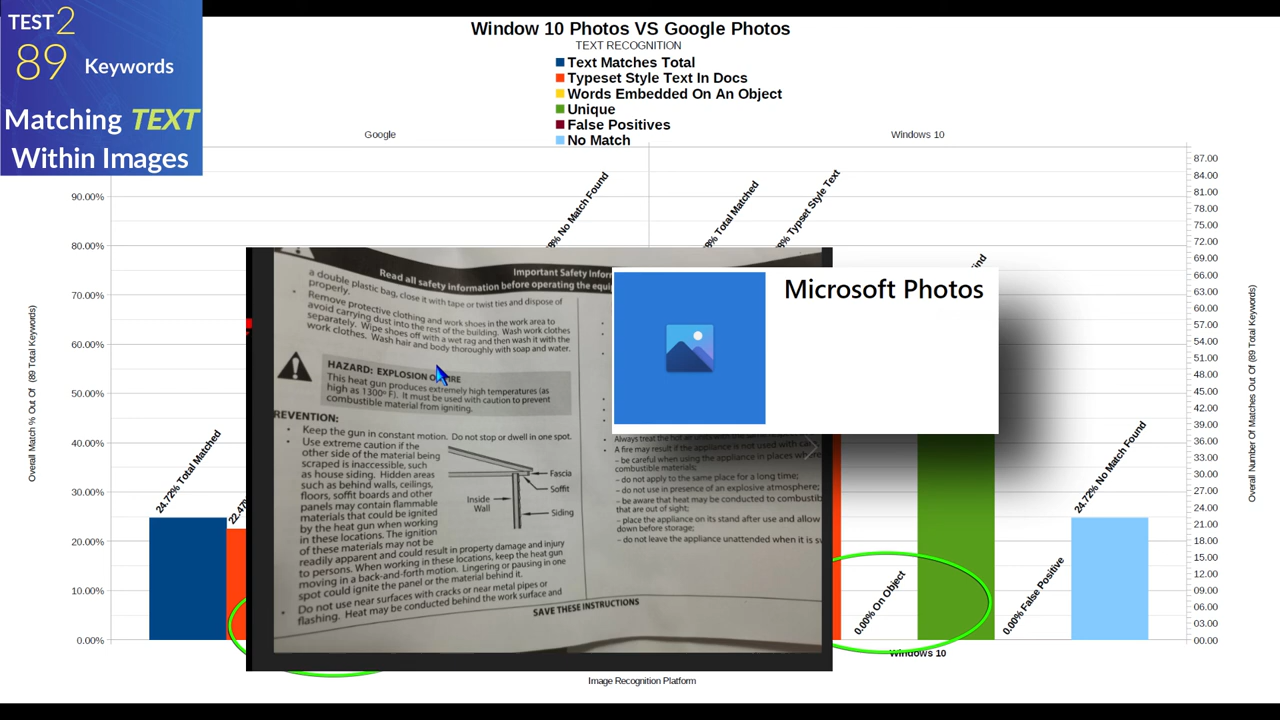 TEST2
89 Keywords
Matching TEXT
Within Images
Window 10 Photos VS Google Photos
TEXT RECOGNITION
Text Matches Total
Typeset Style Text In Docs
Words Embedded On An Object
Unique
False Positives
No Match
Google
Windows 10
90.00%
80.00%
70.00%
60.00%
50.00%
40.00%
30.00%
20.00%
10.00%
0.00%
Overall Match % Out Of (89 Total Keywords)
24.72% Total Matched
22.47
% No Match Found
% Total Matched
% Typset Style Text
0.00% On Object
0.00% False Positive
24.72% No Match Found
87.00
84.00
81.00
78.00
75.00
72.00
69.00
66.00
63.00
60.00
57.00
54.00
51.00
48.00
45.00
42.00
39.00
36.00
33.00
30.00
27.00
24.00
21.00
18.00
15.00
12.00
09.00
06.00
03.00
00.00
Overall Number Of Matches Out Of (89 Total Keywords)
Windows 10
Image Recognition Platform
Microsoft Photos
Important Safety Infor
Read all safety information before operating the equi
a double plastic bag, close it with tape or twist ties and dispose of
properly.
• Remove protective clothing and work shoes in the work area to
avoid carrying dust into the rest of the building. Wash work clothes
separately. Wipe shoes off with a wet rag and then wash it with the
work clothes. Wash hair and body thoroughly with soap and water.
HAZARD: EXPLOSION O FIRE
This heat gun produces extremely high temperatures (as
high as 1300° F). It must be used with caution to prevent
combustible material from igniting.
REVENTION:
• Keep the gun in constant motion. Do not stop or dwell in one spot.
• Use extreme caution if the
other side of the material being
scraped is inaccessible, such
as house siding. Hidden areas
such as behind walls, ceilings,
floors, soffit boards and other
panels may contain flammable
materials that could be ignited
by the heat gun when working
in these locations. The ignition
of these materials may not be
readily apparent and could result in property damage and injury
to persons. When working in these locations, keep the heat gun
moving in a back-and-forth motion. Lingering or pausing in one
spot could ignite the panel or the material behind it.
• Do not use near surfaces with cracks or near metal pipes or
flashing. Heat may be conducted behind the work surface and
Fascia
Soffit
Inside
Wall
Siding
SAVE THESE INSTRUCTIONS
Always treat the hot air
• A fire may result if the appliance is not used with car
– be careful when using the appliance in places where
combustible materials;
– do not apply to the same place for a long time;
– do not use in presence of an explosive atmosphere;
– be aware that heat may be conducted to combustib
that are out of sight;
– place the appliance on its stand after use and allow
down before storage;
– do not leave the appliance unattended when it is sw